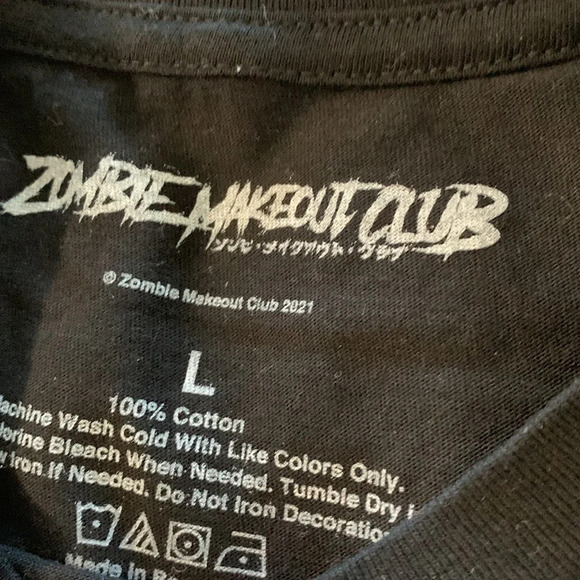 ZOMBIE MAKEOUT CLUB
ゾンビ・メイクアウト・クラブ
© Zombie Makeout Club 2021
L
100% Cotton
Machine Wash Cold With Like Colors Only.
lorine Bleach When Needed. Tumble Dry
Iron If Needed. Do Not Iron Decoratio
Made in